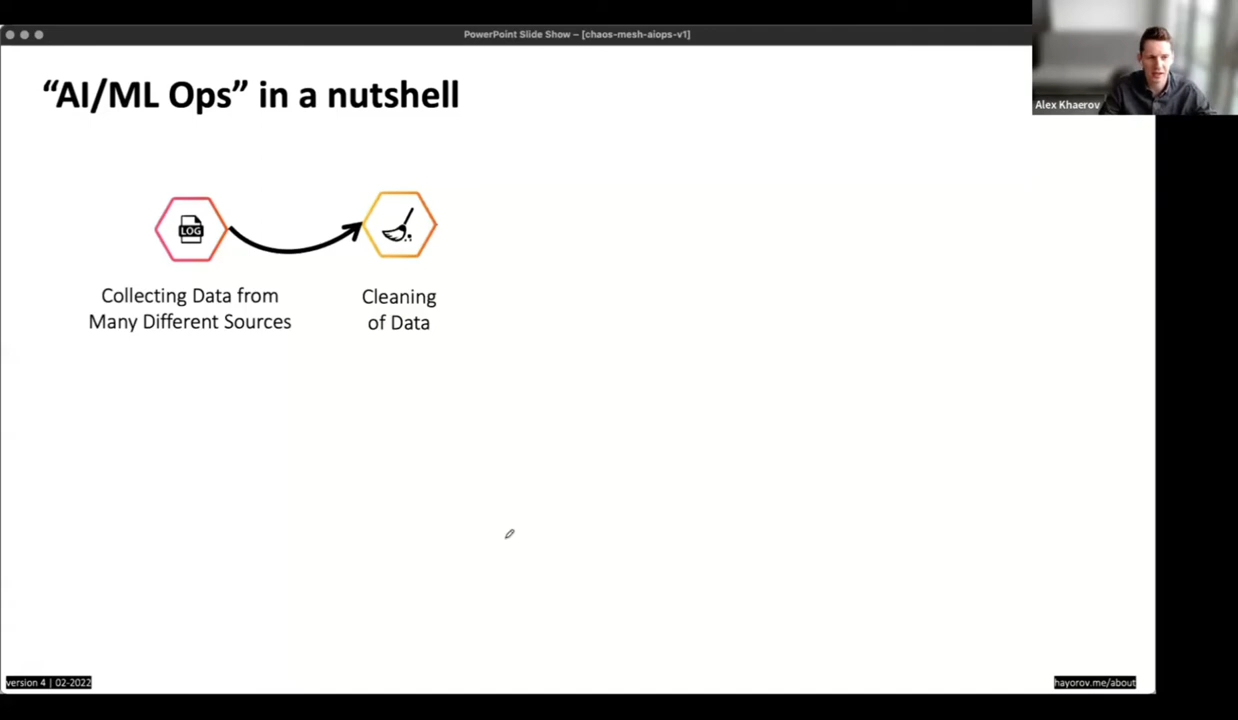 PowerPoint Slide Show – [chaos-mesh-aiops-v1]
Alex Khaerov
“AI/ML Ops” in a nutshell
LOG
Collecting Data from
Many Different Sources
Cleaning
of Data
version 4 | 02-2022
hayorov.me/about